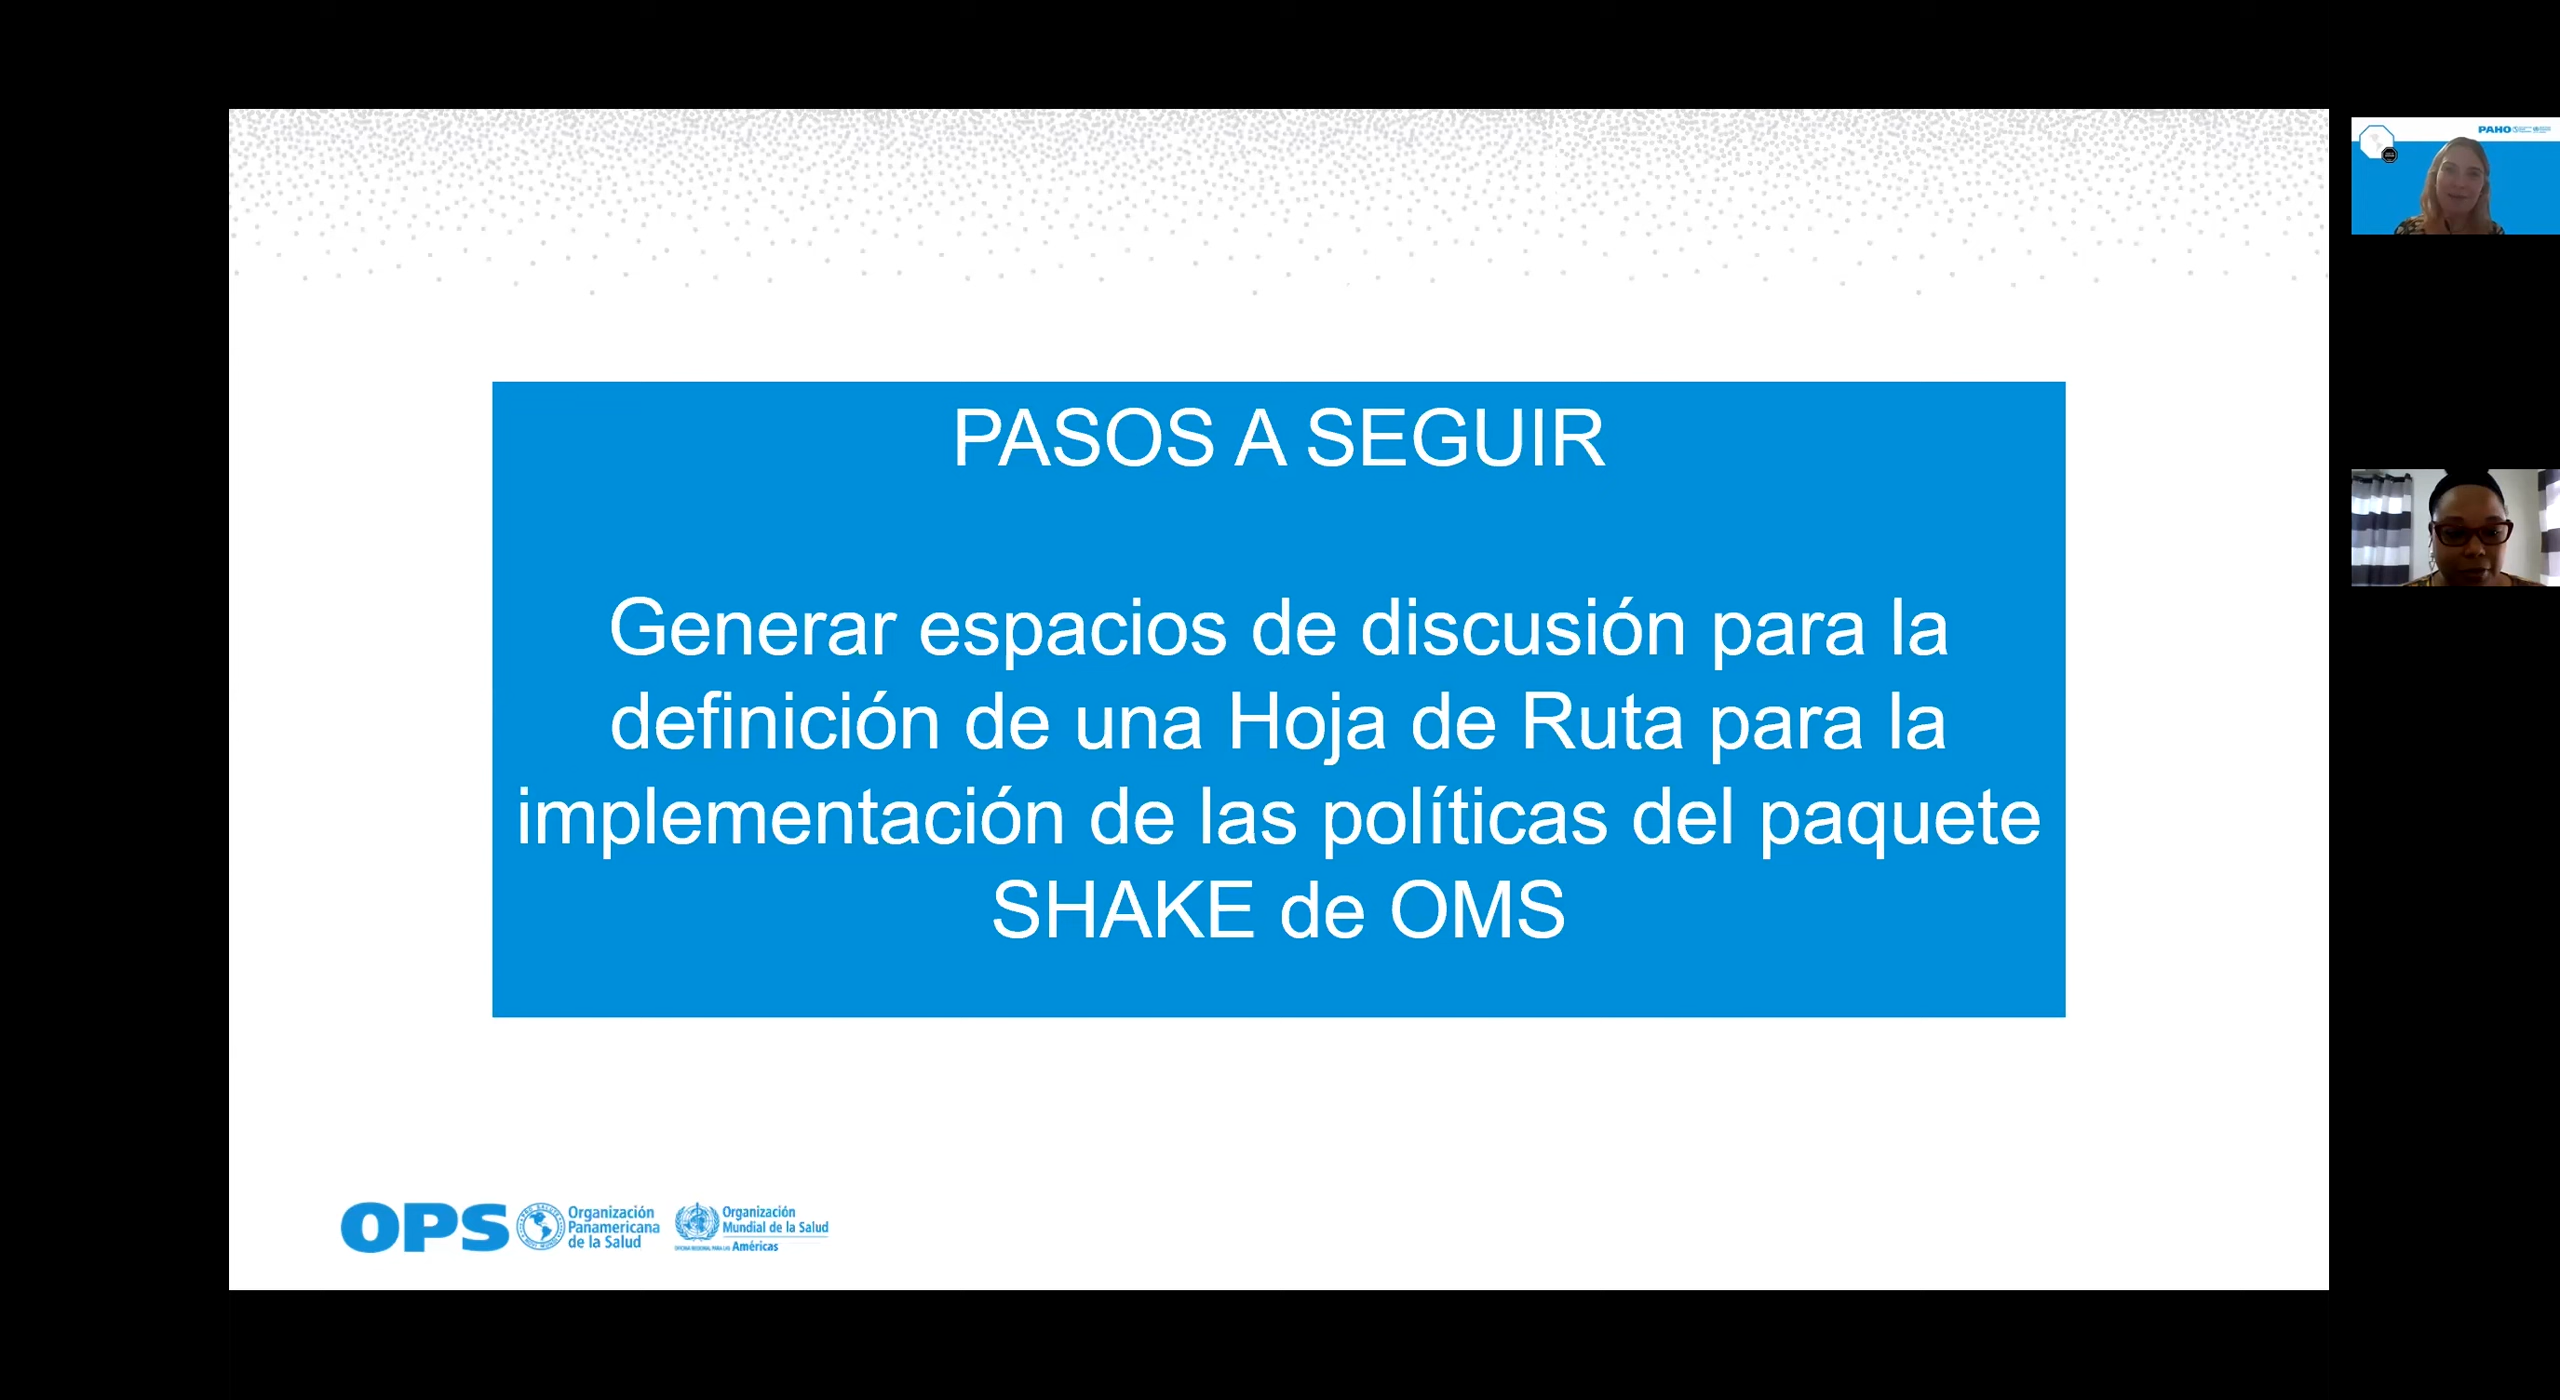 PASOS A SEGUIR
Generar espacios de discusión para la
definición de una Hoja de Ruta para la
implementación de las políticas del paquete
SHAKE de OMS
OPS
Organización
Panamericana
de la Salud
Organización
Mundial de la Salud
OFICINA REGIONAL PARA LAS Américas
PAHO